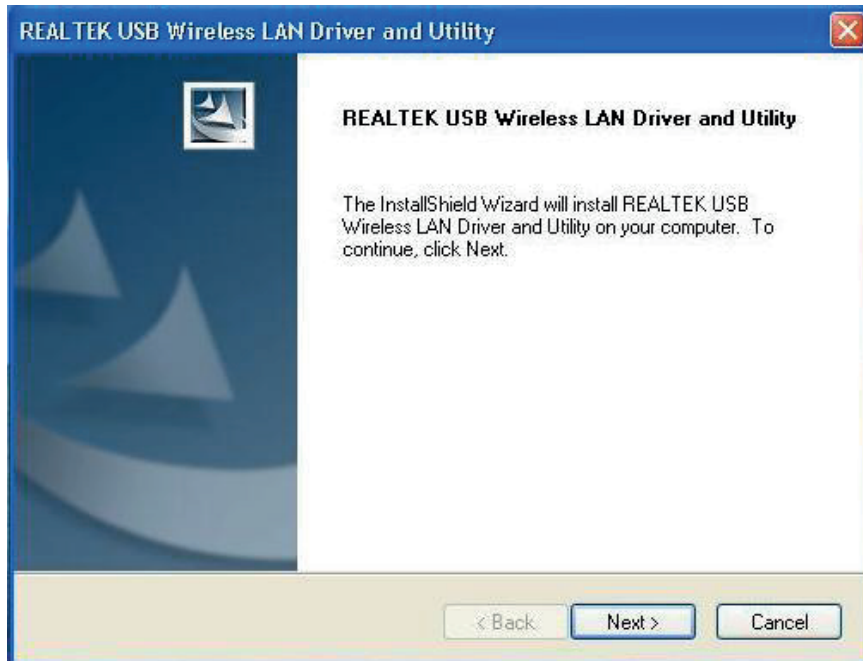 REALTEK USB Wireless LAN Driver and Utility
REALTEK USB Wireless LAN Driver and Utility
The InstallShield Wizard will install REALTEK USB
Wireless LAN Driver and Utility on your computer. To
continue, click Next.
< Back
Next >
Cancel